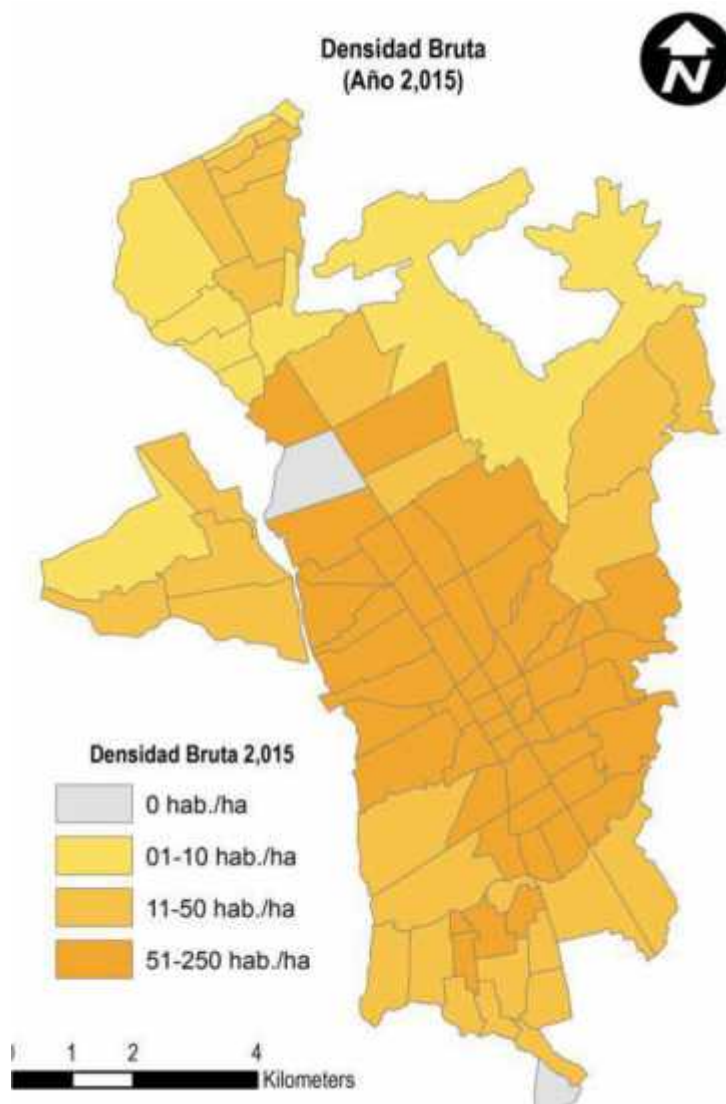 Densidad Bruta
(Año 2,015)
N
Densidad Bruta 2,015
0 hab./ha
01-10 hab./ha
11-50 hab./ha
51-250 hab./ha
0 1 2 4
Kilometers